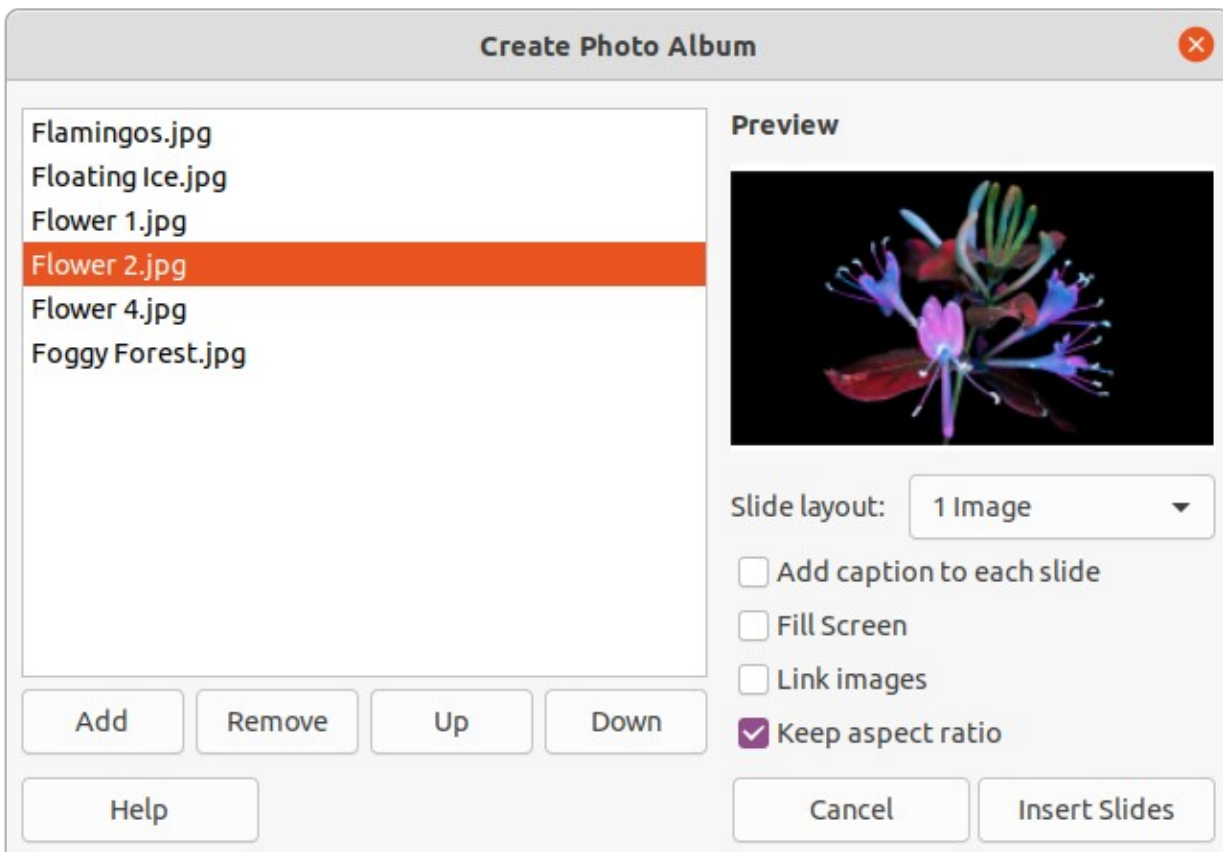 Create Photo Album
Flamingos.jpg
Floating Ice.jpg
Flower 1.jpg
Flower 2.jpg
Flower 4.jpg
Foggy Forest.jpg
Add Remove Up Down
Help
Preview
Slide layout: 1 Image
Add caption to each slide
Fill Screen
Link images
Keep aspect ratio
Cancel Insert Slides